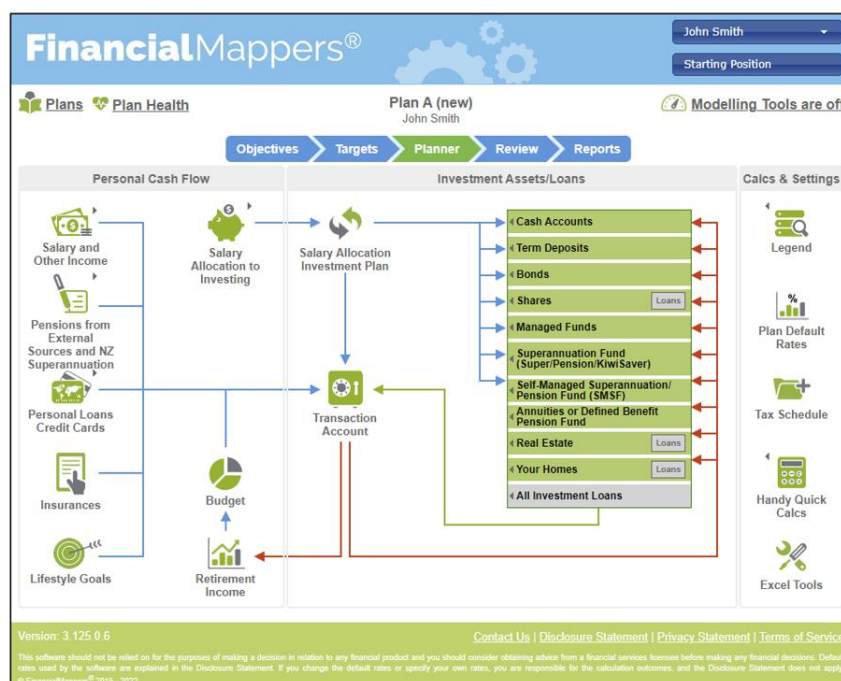 FinancialMappers®
John Smith
Starting Position
Plans
Plan Health
Plan A (new)
John Smith
Modelling Tools are off
Objectives
Targets
Planner
Review
Reports
Personal Cash Flow
Investment Assets/Loans
Calcs & Settings
Salary and
Other Income
Salary
Allocation to
Investing
Salary Allocation
Investment Plan
Pensions from
External
Sources and NZ
Superannuation
Personal Loans
Credit Cards
Transaction
Account
Insurances
Budget
Lifestyle Goals
Retirement
Income
Cash Accounts
Term Deposits
Bonds
Shares
Loans
Managed Funds
Superannuation Fund
(Super/Pension/KiwiSaver)
Self-Managed Superannuation/
Pension Fund (SMSF)
Annuities or Defined Benefit
Pension Fund
Real Estate
Loans
Your Homes
Loans
All Investment Loans
Legend
%
Plan Default
Rates
Tax Schedule
Handy Quick
Calcs
Excel Tools
Version: 3.125.0.6
Contact Us | Disclosure Statement | Privacy Statement | Terms of Service
This software should not be relied on for the purposes of making a decision in relation to any financial product and you should consider obtaining advice from a financial services licensee before making any financial decisions. Default
rates used by the software are explained in the Disclosure Statement. If you change the default rates or specify your own rates, you are responsible for the calculation outcomes, and the Disclosure Statement does not apply.